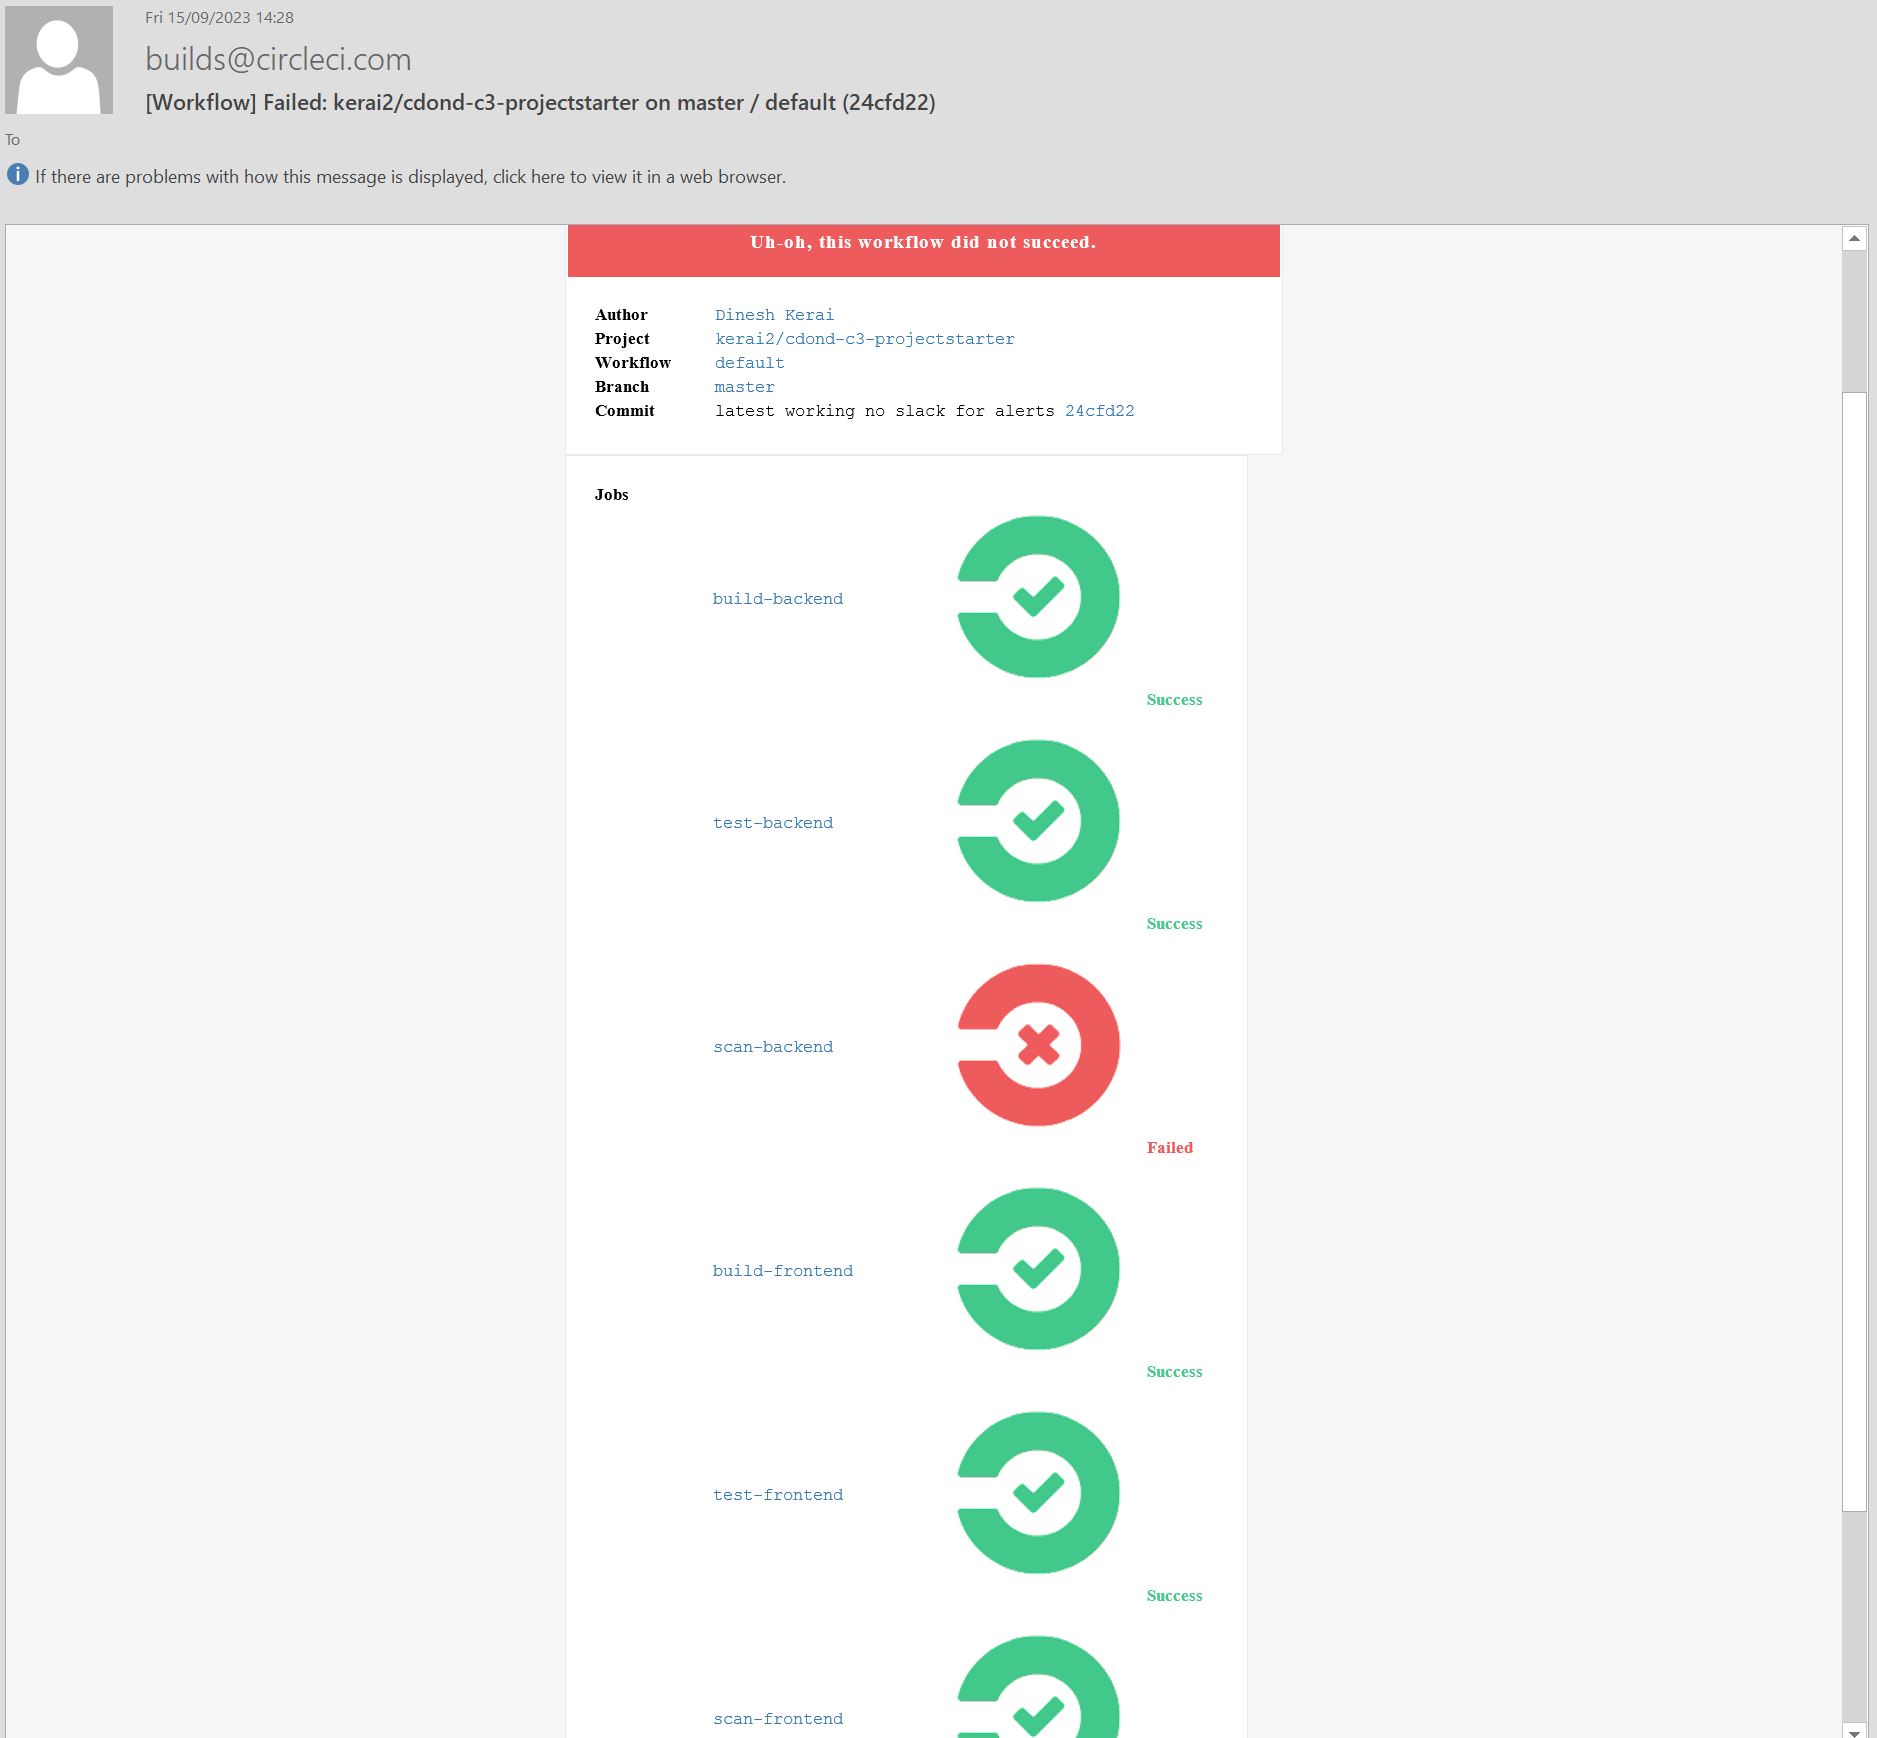 Fri 15/09/2023 14:28
builds@circleci.com
[Workflow] Failed: kerai2/cdond-c3-projectstarter on master / default (24cfd22)
To
If there are problems with how this message is displayed, click here to view it in a web browser.
Uh-oh, this workflow did not succeed.
Author Dinesh Kerai
Project kerai2/cdond-c3-projectstarter
Workflow default
Branch master
Commit latest working no slack for alerts 24cfd22
Jobs
build-backend
Success
test-backend
Success
scan-backend
Failed
build-frontend
Success
test-frontend
Success
scan-frontend